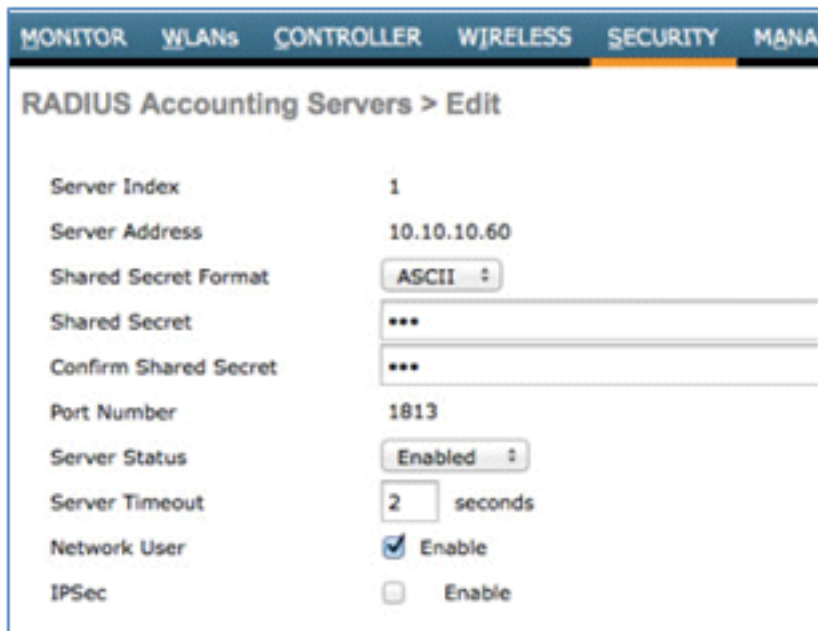 MONITOR WLANs CONTROLLER WIRELESS SECURITY MANA
RADIUS Accounting Servers > Edit
Server Index 1
Server Address 10.10.10.60
Shared Secret Format ASCII
Shared Secret •••
Confirm Shared Secret •••
Port Number 1813
Server Status Enabled
Server Timeout 2 seconds
Network User Enable
IPSec Enable